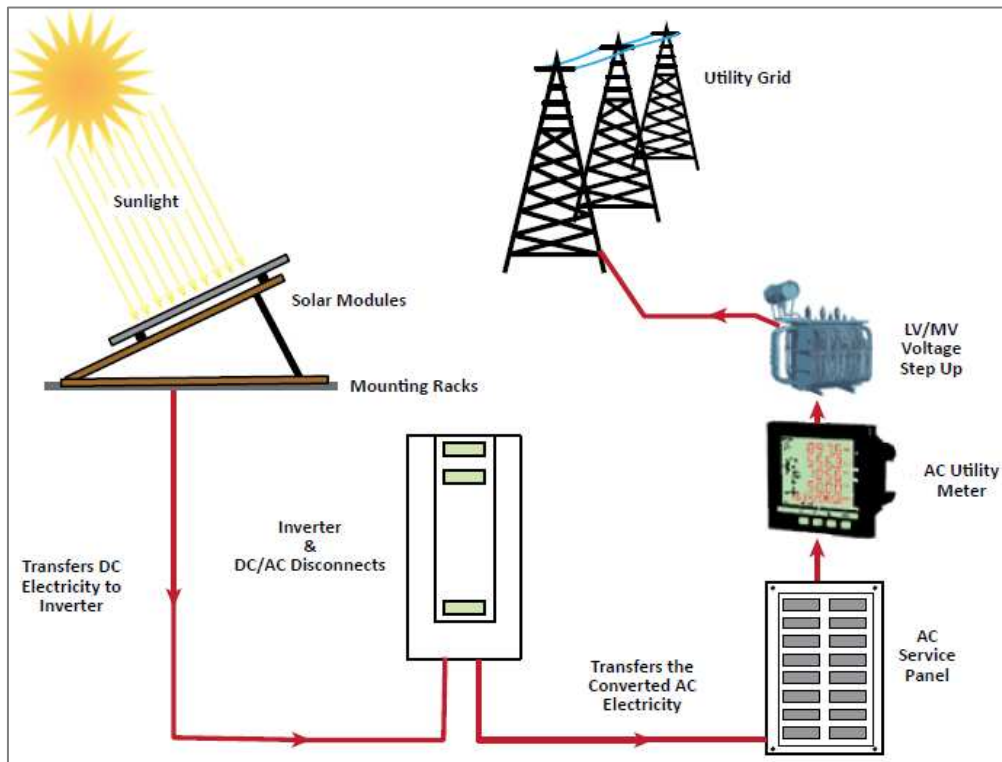 Sunlight
Utility Grid
Solar Modules
Mounting Racks
LV/MV
Voltage
Step Up
AC Utility
Meter
Inverter
&
DC/AC Disconnects
Transfers DC
Electricity to
Inverter
Transfers the
Converted AC
Electricity
AC
Service
Panel